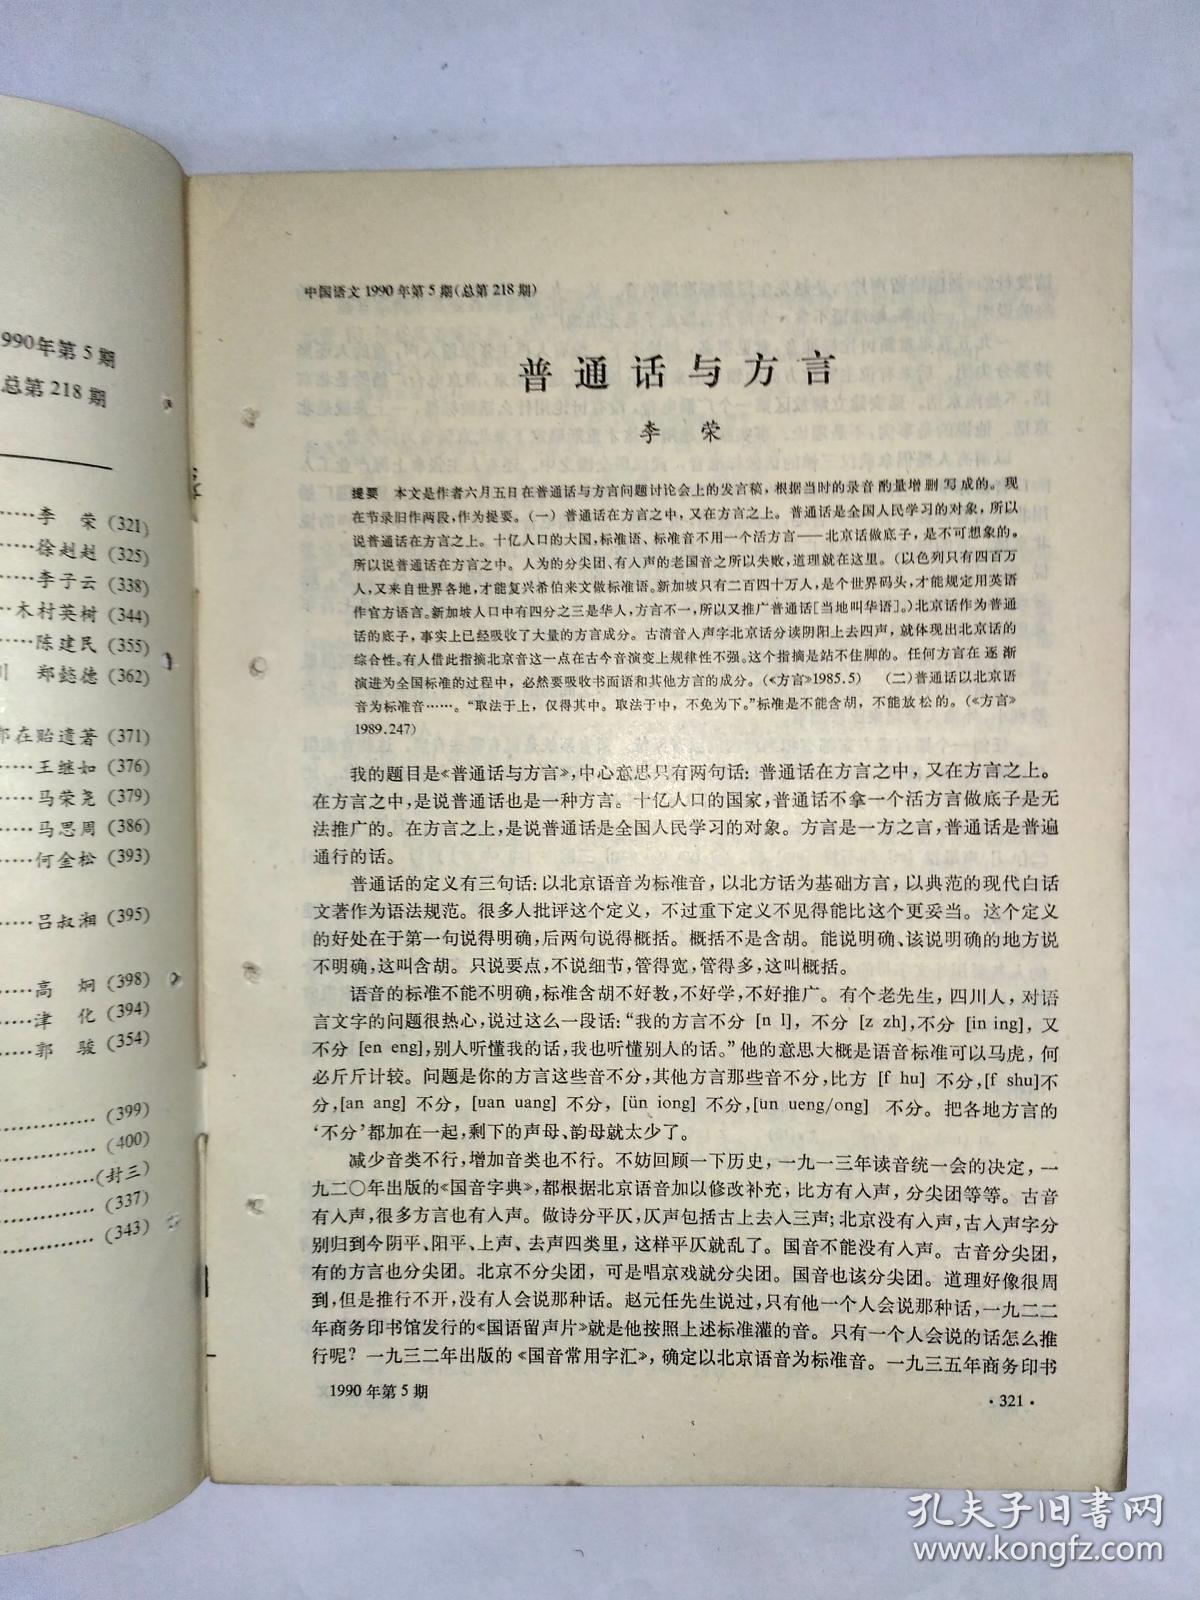 990年第5期
总第218期
李 荣 (321)
徐赳赳 (325)
李子云 (338)
木村英树 (344)
陈建民 (355)
郑懿德 (362)
在贻遗著 (371)
王继如 (376)
马荣尧 (379)
马思周 (386)
何金松 (393)
吕叔湘 (395)
高 炯 (398)
津 化 (394)
郭 骏 (354)
(399)
(400)
(封三)
(337)
(343)
中国语文1990年第5期(总第218期)
普通话与方言
李 荣
提要 本文是作者六月五日在普通话与方言问题讨论会上的发言稿，根据当时的录音酌量增删写成的。现
在节录旧作两段，作为提要。(一) 普通话在方言之中，又在方言之上。普通话是全国人民学习的对象，所以
说普通话在方言之上。十亿人口的大国，标准语、标准音不用一个活方言——北京话做底子，是不可想象的。
所以说普通话在方言之中。人为的分尖团、有入声的老国音之所以失败，道理就在这里。(以色列只有四百万
人，又来自世界各地，才能复兴希伯来文做标准语。新加坡只有二百四十万人，是个世界码头，才能规定用英语
作官方语言。新加坡人口中有四分之三是华人，方言不一，所以又推广普通话[当地叫华语]。)北京话作为普通
话的底子，事实上已经吸收了大量的方言成分。古清音入声字北京话分读阴阳上去四声，就体现出北京话的
综合性。有人借此指摘北京音这一点在古今音演变上规律性不强。这个指摘是站不住脚的。任何方言在逐渐
演进为全国标准的过程中，必然要吸收书面语和其他方言的成分。(《方言》1985.5) (二)普通话以北京语
音为标准音……。“取法于上，仅得其中。取法于中，不免为下。”标准是不能含胡，不能放松的。(《方言》
1989.247)
我的题目是《普通话与方言》，中心意思只有两句话：普通话在方言之中，又在方言之上。
在方言之中，是说普通话也是一种方言。十亿人口的国家，普通话不拿一个活方言做底子是无
法推广的。在方言之上，是说普通话是全国人民学习的对象。方言是一方之言，普通话是普遍
通行的话。
普通话的定义有三句话：以北京语音为标准音，以北方话为基础方言，以典范的现代白话
文著作为语法规范。很多人批评这个定义，不过重下定义不见得能比这个更妥当。这个定义
的好处在于第一句说得明确，后两句说得概括。概括不是含胡。能说明确、该说明确的地方说
不明确，这叫含胡。只说要点，不说细节，管得宽，管得多，这叫概括。
语音的标准不能不明确，标准含胡不好教，不好学，不好推广。有个老先生，四川人，对语
言文字的问题很热心，说过这么一段话：“我的方言不分 [n l]，不分 [z zh]，不分 [in ing]，又
不分 [en eng]，别人听懂我的话，我也听懂别人的话。”他的意思大概是语音标准可以马虎，何
必斤斤计较。问题是你的方言这些音不分，其他方言那些音不分，比方 [f hu] 不分，[f shu]不
分，[an ang] 不分，[uan uang] 不分，[ün iong] 不分，[un ueng/ong] 不分。把各地方言的
‘不分’都加在一起，剩下的声母、韵母就太少了。
减少音类不行，增加音类也不行。不妨回顾一下历史，一九一三年读音统一会的决定，一
九二〇年出版的《国音字典》，都根据北京语音加以修改补充，比方有入声，分尖团等等。古音
有入声，很多方言也有入声。做诗分平仄，仄声包括古上去入三声；北京没有入声，古入声字分
别归到今阴平、阳平、上声、去声四类里，这样平仄就乱了。国音不能没有入声。古音分尖团，
有的方言也分尖团。北京不分尖团，可是唱京戏就分尖团。国音也该分尖团。道理好像很周
到，但是推行不开，没有人会说那种话。赵元任先生说过，只有他一个人会说那种话，一九二二
年商务印书馆发行的《国语留声片》就是他按照上述标准灌的音。只有一个人会说的话怎么推
行呢？一九三二年出版的《国音常用字汇》，确定以北京语音为标准音。一九三五年商务印书
1990年第5期
·321·
孔夫子旧书网
www.kongfz.com